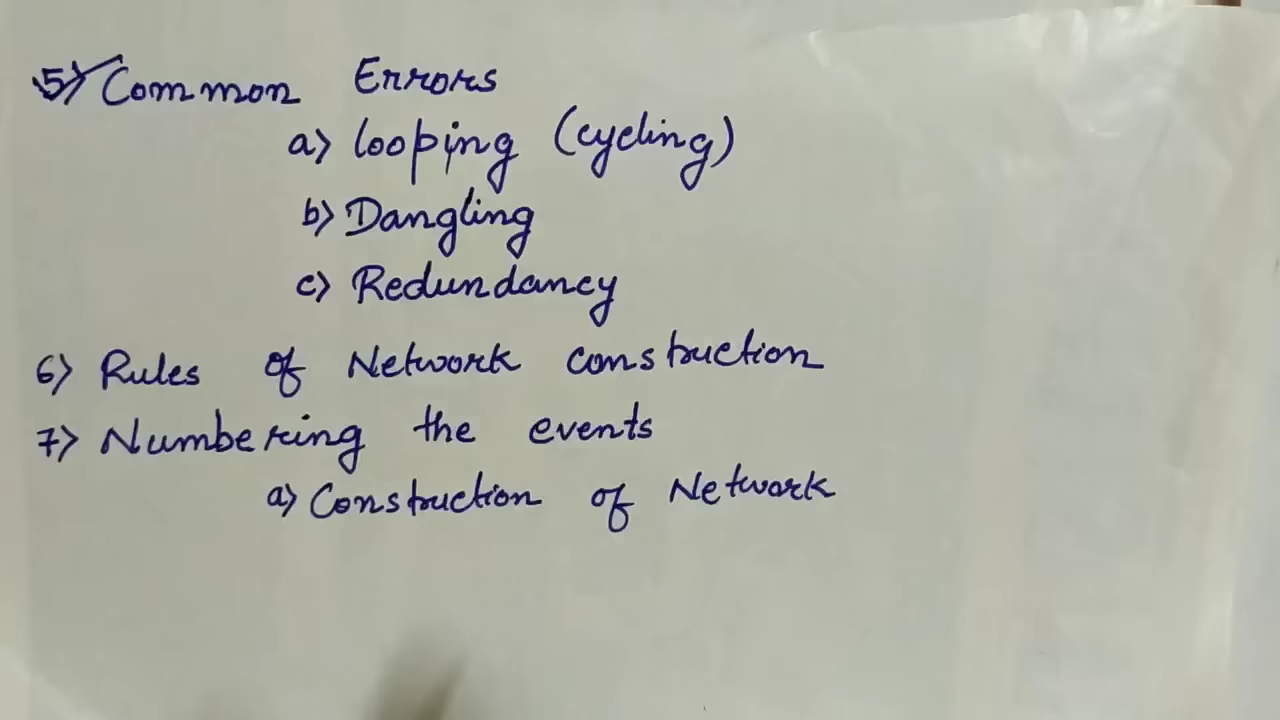 5) Common Errors
a) Looping (cycling)
b) Dangling
c) Redundancy
6) Rules of Network construction
7) Numbering the events
a) Construction of Network